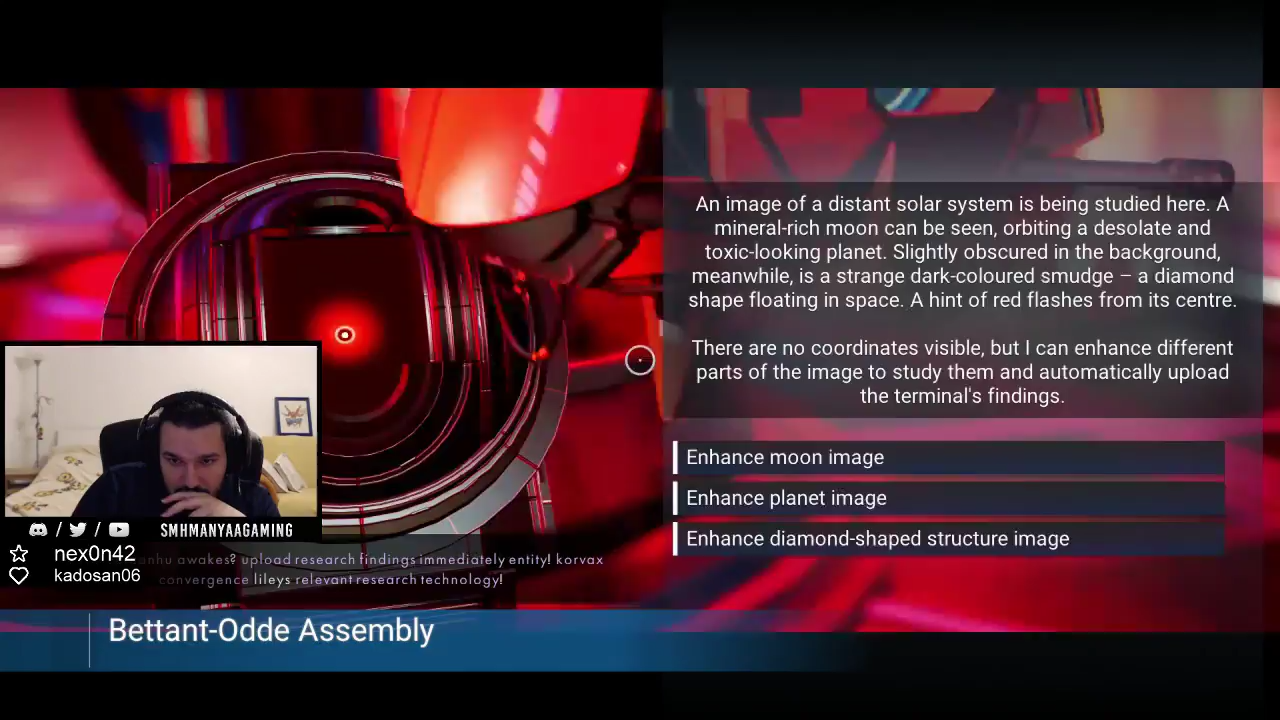 An image of a distant solar system is being studied here. A
mineral-rich moon can be seen, orbiting a desolate and
toxic-looking planet. Slightly obscured in the background,
meanwhile, is a strange dark-coloured smudge – a diamond
shape floating in space. A hint of red flashes from its centre.
There are no coordinates visible, but I can enhance different
parts of the image to study them and automatically upload
the terminal's findings.
Enhance moon image
Enhance planet image
Enhance diamond-shaped structure image
/ / SMHMANYAAGAMING
nex0n42
kadosan06
awakes? upload research findings immediately entity! korvax
convergence lileys relevant research technology!
Bettant-Odde Assembly